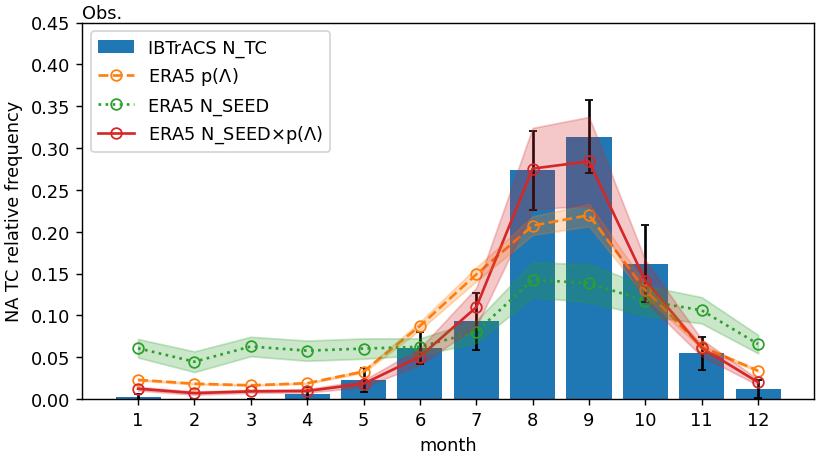 Obs.
0.45
0.40
0.35
0.30
0.25
0.20
0.15
0.10
0.05
0.00
NA TC relative frequency
IBTrACS N_TC
ERA5 p(Λ)
ERA5 N_SEED
ERA5 N_SEED×p(Λ)
1 2 3 4 5 6 7 8 9 10 11 12
month